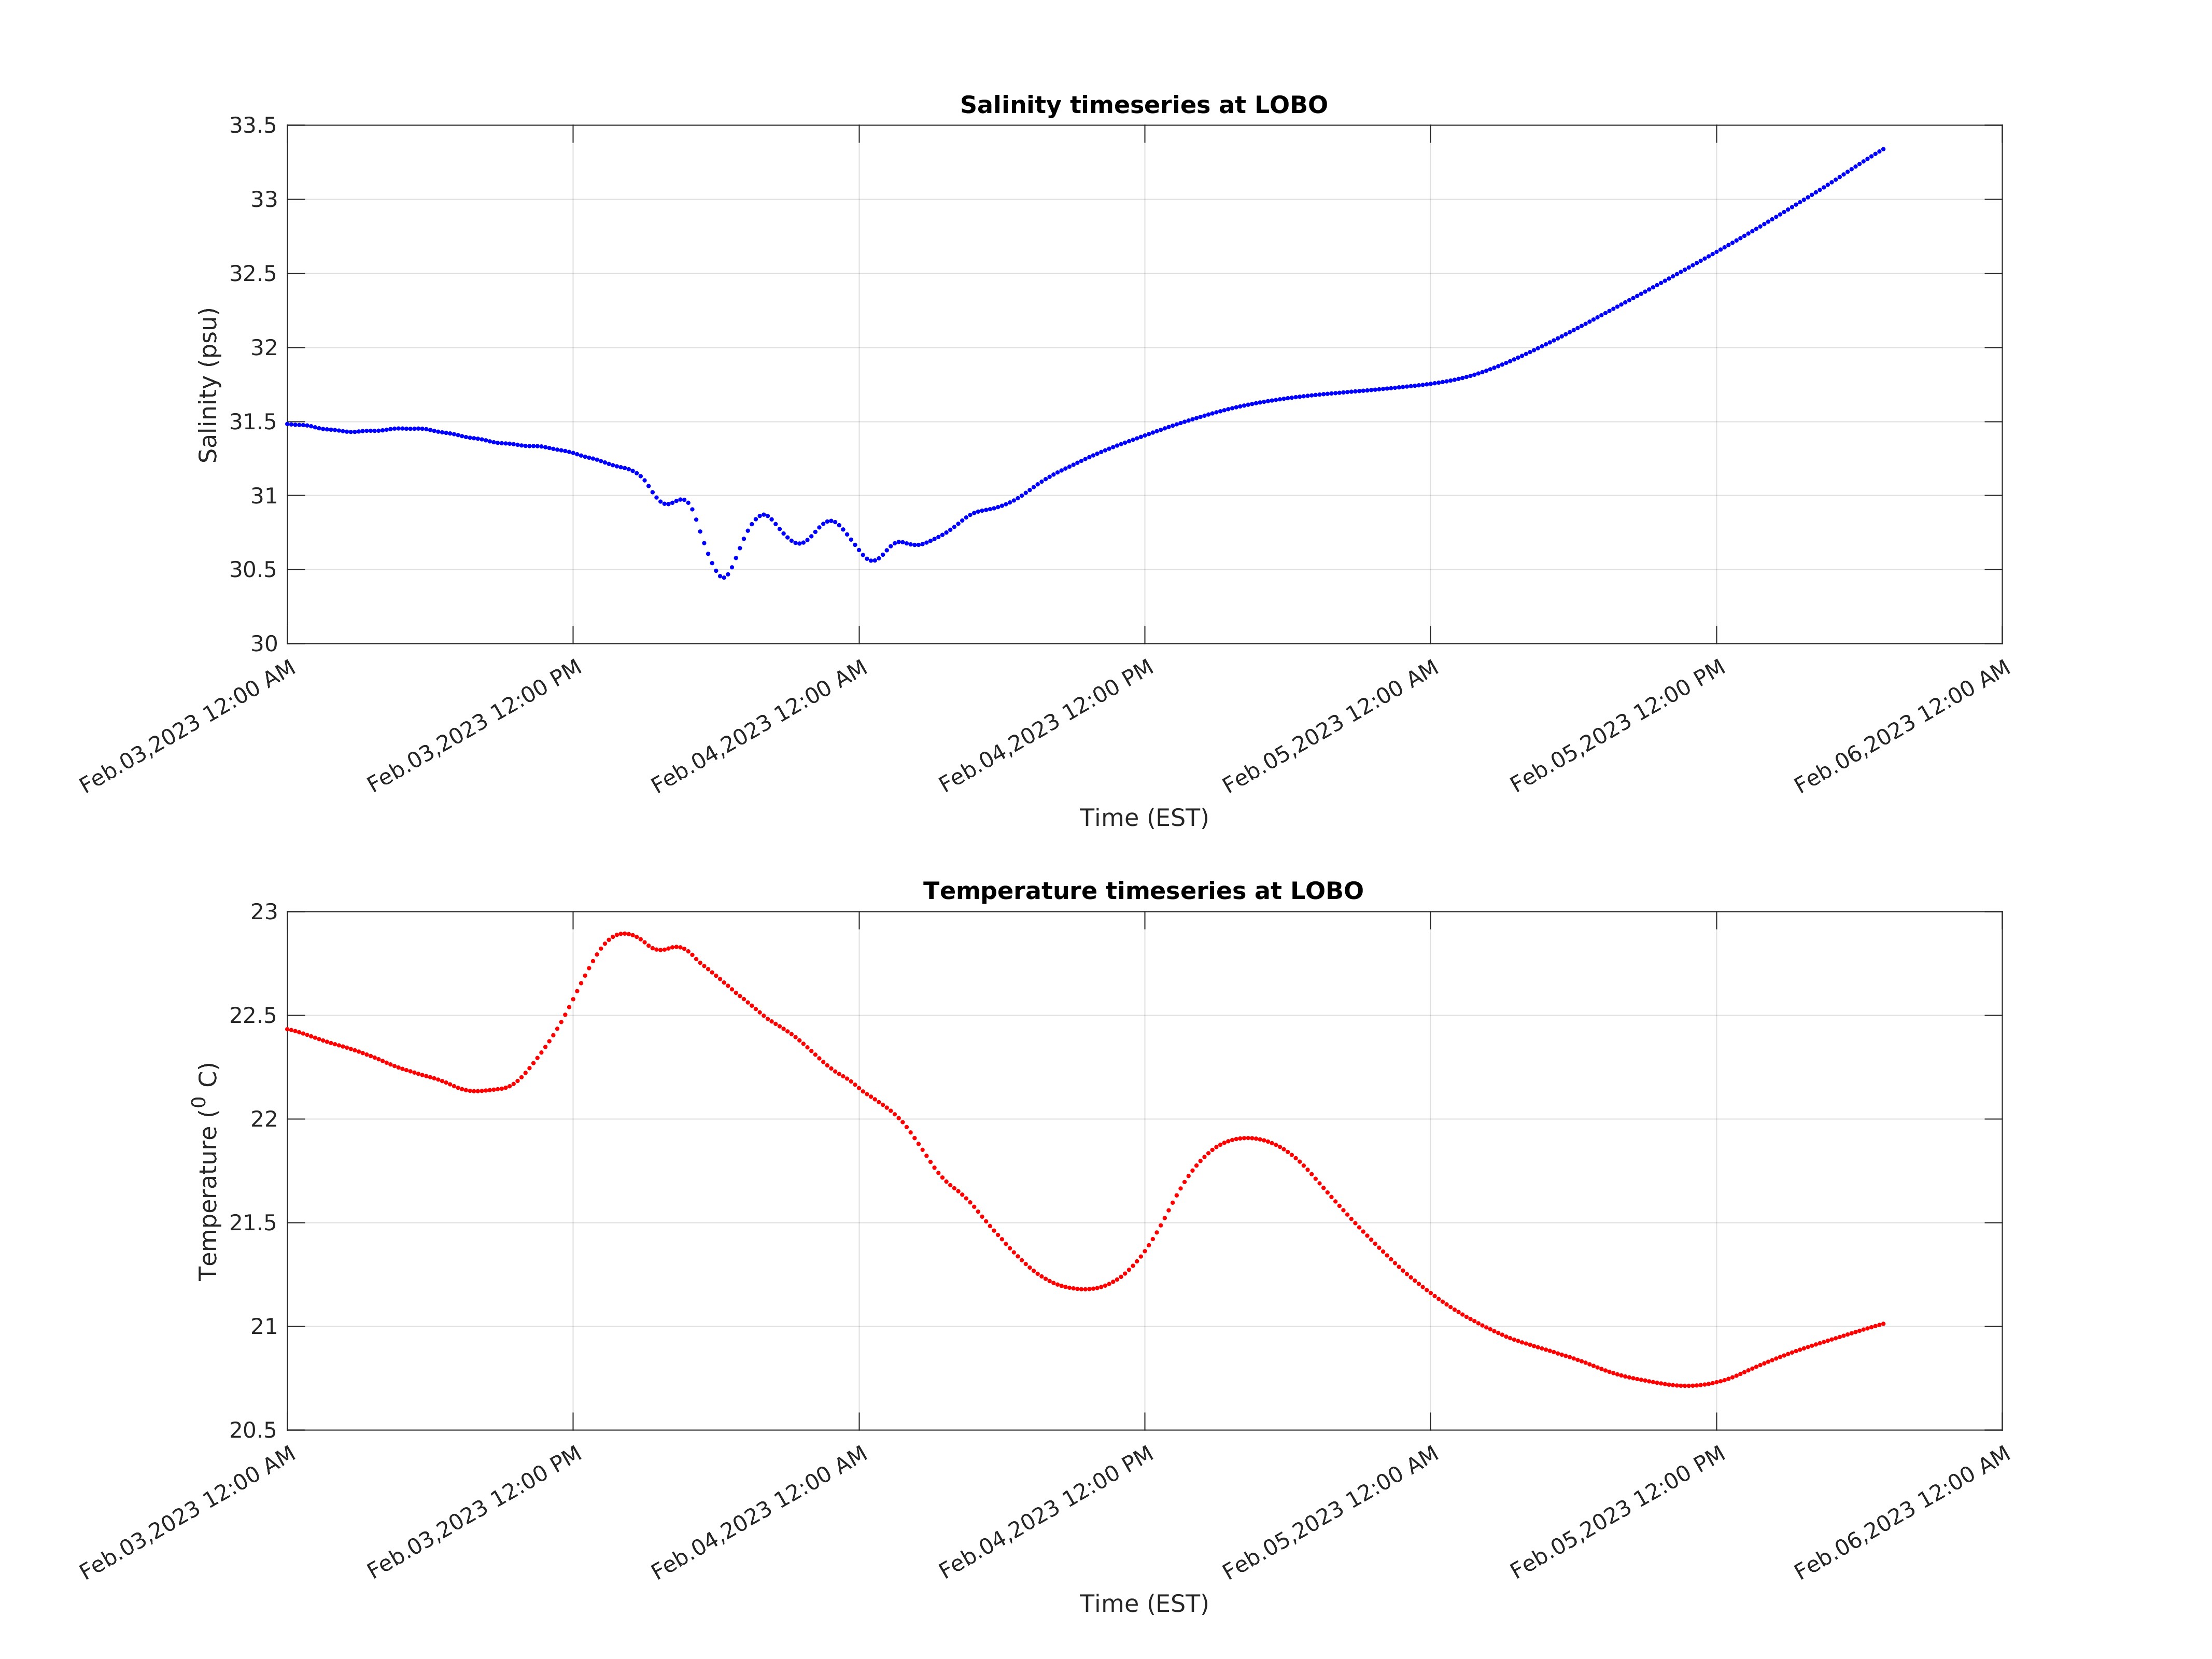 Salinity timeseries at LOBO
33.5
33
32.5
32
31.5
31
30.5
30
Salinity (psu)
Feb.03,2023 12:00 AM
Feb.03,2023 12:00 PM
Feb.04,2023 12:00 AM
Feb.04,2023 12:00 PM
Feb.05,2023 12:00 AM
Feb.05,2023 12:00 PM
Feb.06,2023 12:00 AM
Time (EST)
Temperature timeseries at LOBO
23
22.5
22
21.5
21
20.5
Temperature (⁰ C)
Feb.03,2023 12:00 AM
Feb.03,2023 12:00 PM
Feb.04,2023 12:00 AM
Feb.04,2023 12:00 PM
Feb.05,2023 12:00 AM
Feb.05,2023 12:00 PM
Feb.06,2023 12:00 AM
Time (EST)